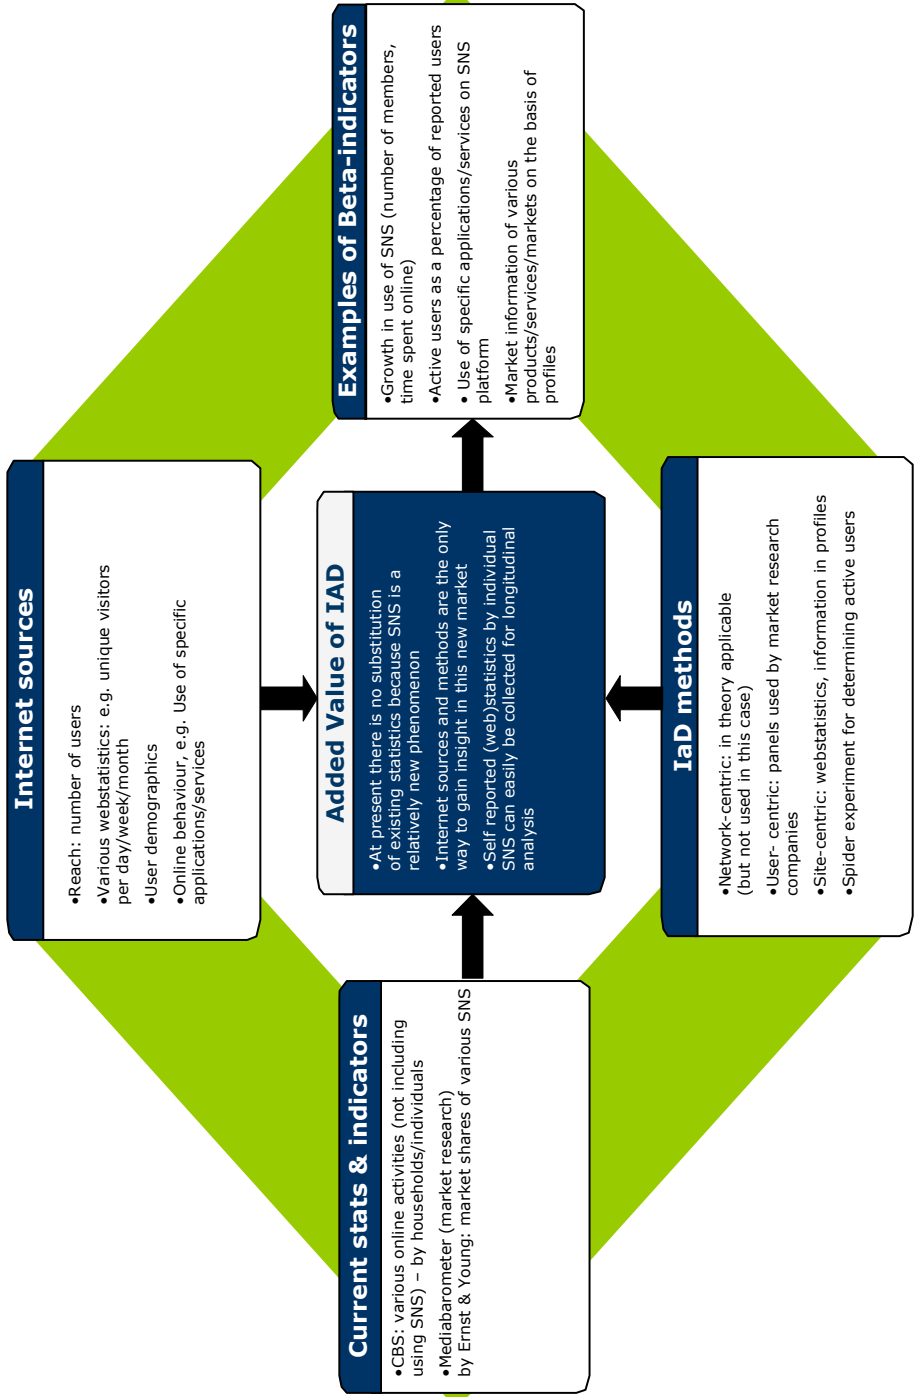 Internet sources
•Reach: number of users
•Various webstatistics: e.g. unique visitors
per day/week/month
•User demographics
•Online behaviour, e.g. Use of specific
applications/services
Current stats & indicators
•CBS: various online activities (not including
using SNS) – by households/individuals
•Mediabarometer (market research)
by Ernst & Young: market shares of various SNS
Added Value of IAD
•At present there is no substitution
of existing statistics because SNS is a
relatively new phenomenon
•Internet sources and methods are the only
way to gain insight in this new market
•Self reported (web)statistics by individual
SNS can easily be collected for longitudinal
analysis
Examples of Beta-indicators
•Growth in use of SNS (number of members,
time spent online)
•Active users as a percentage of reported users
• Use of specific applications/services on SNS
platform
•Market information of various
products/services/markets on the basis of
profiles
IaD methods
•Network-centric: in theory applicable
(but not used in this case)
•User- centric: panels used by market research
companies
•Site-centric: webstatistics, information in profiles
•Spider experiment for determining active users